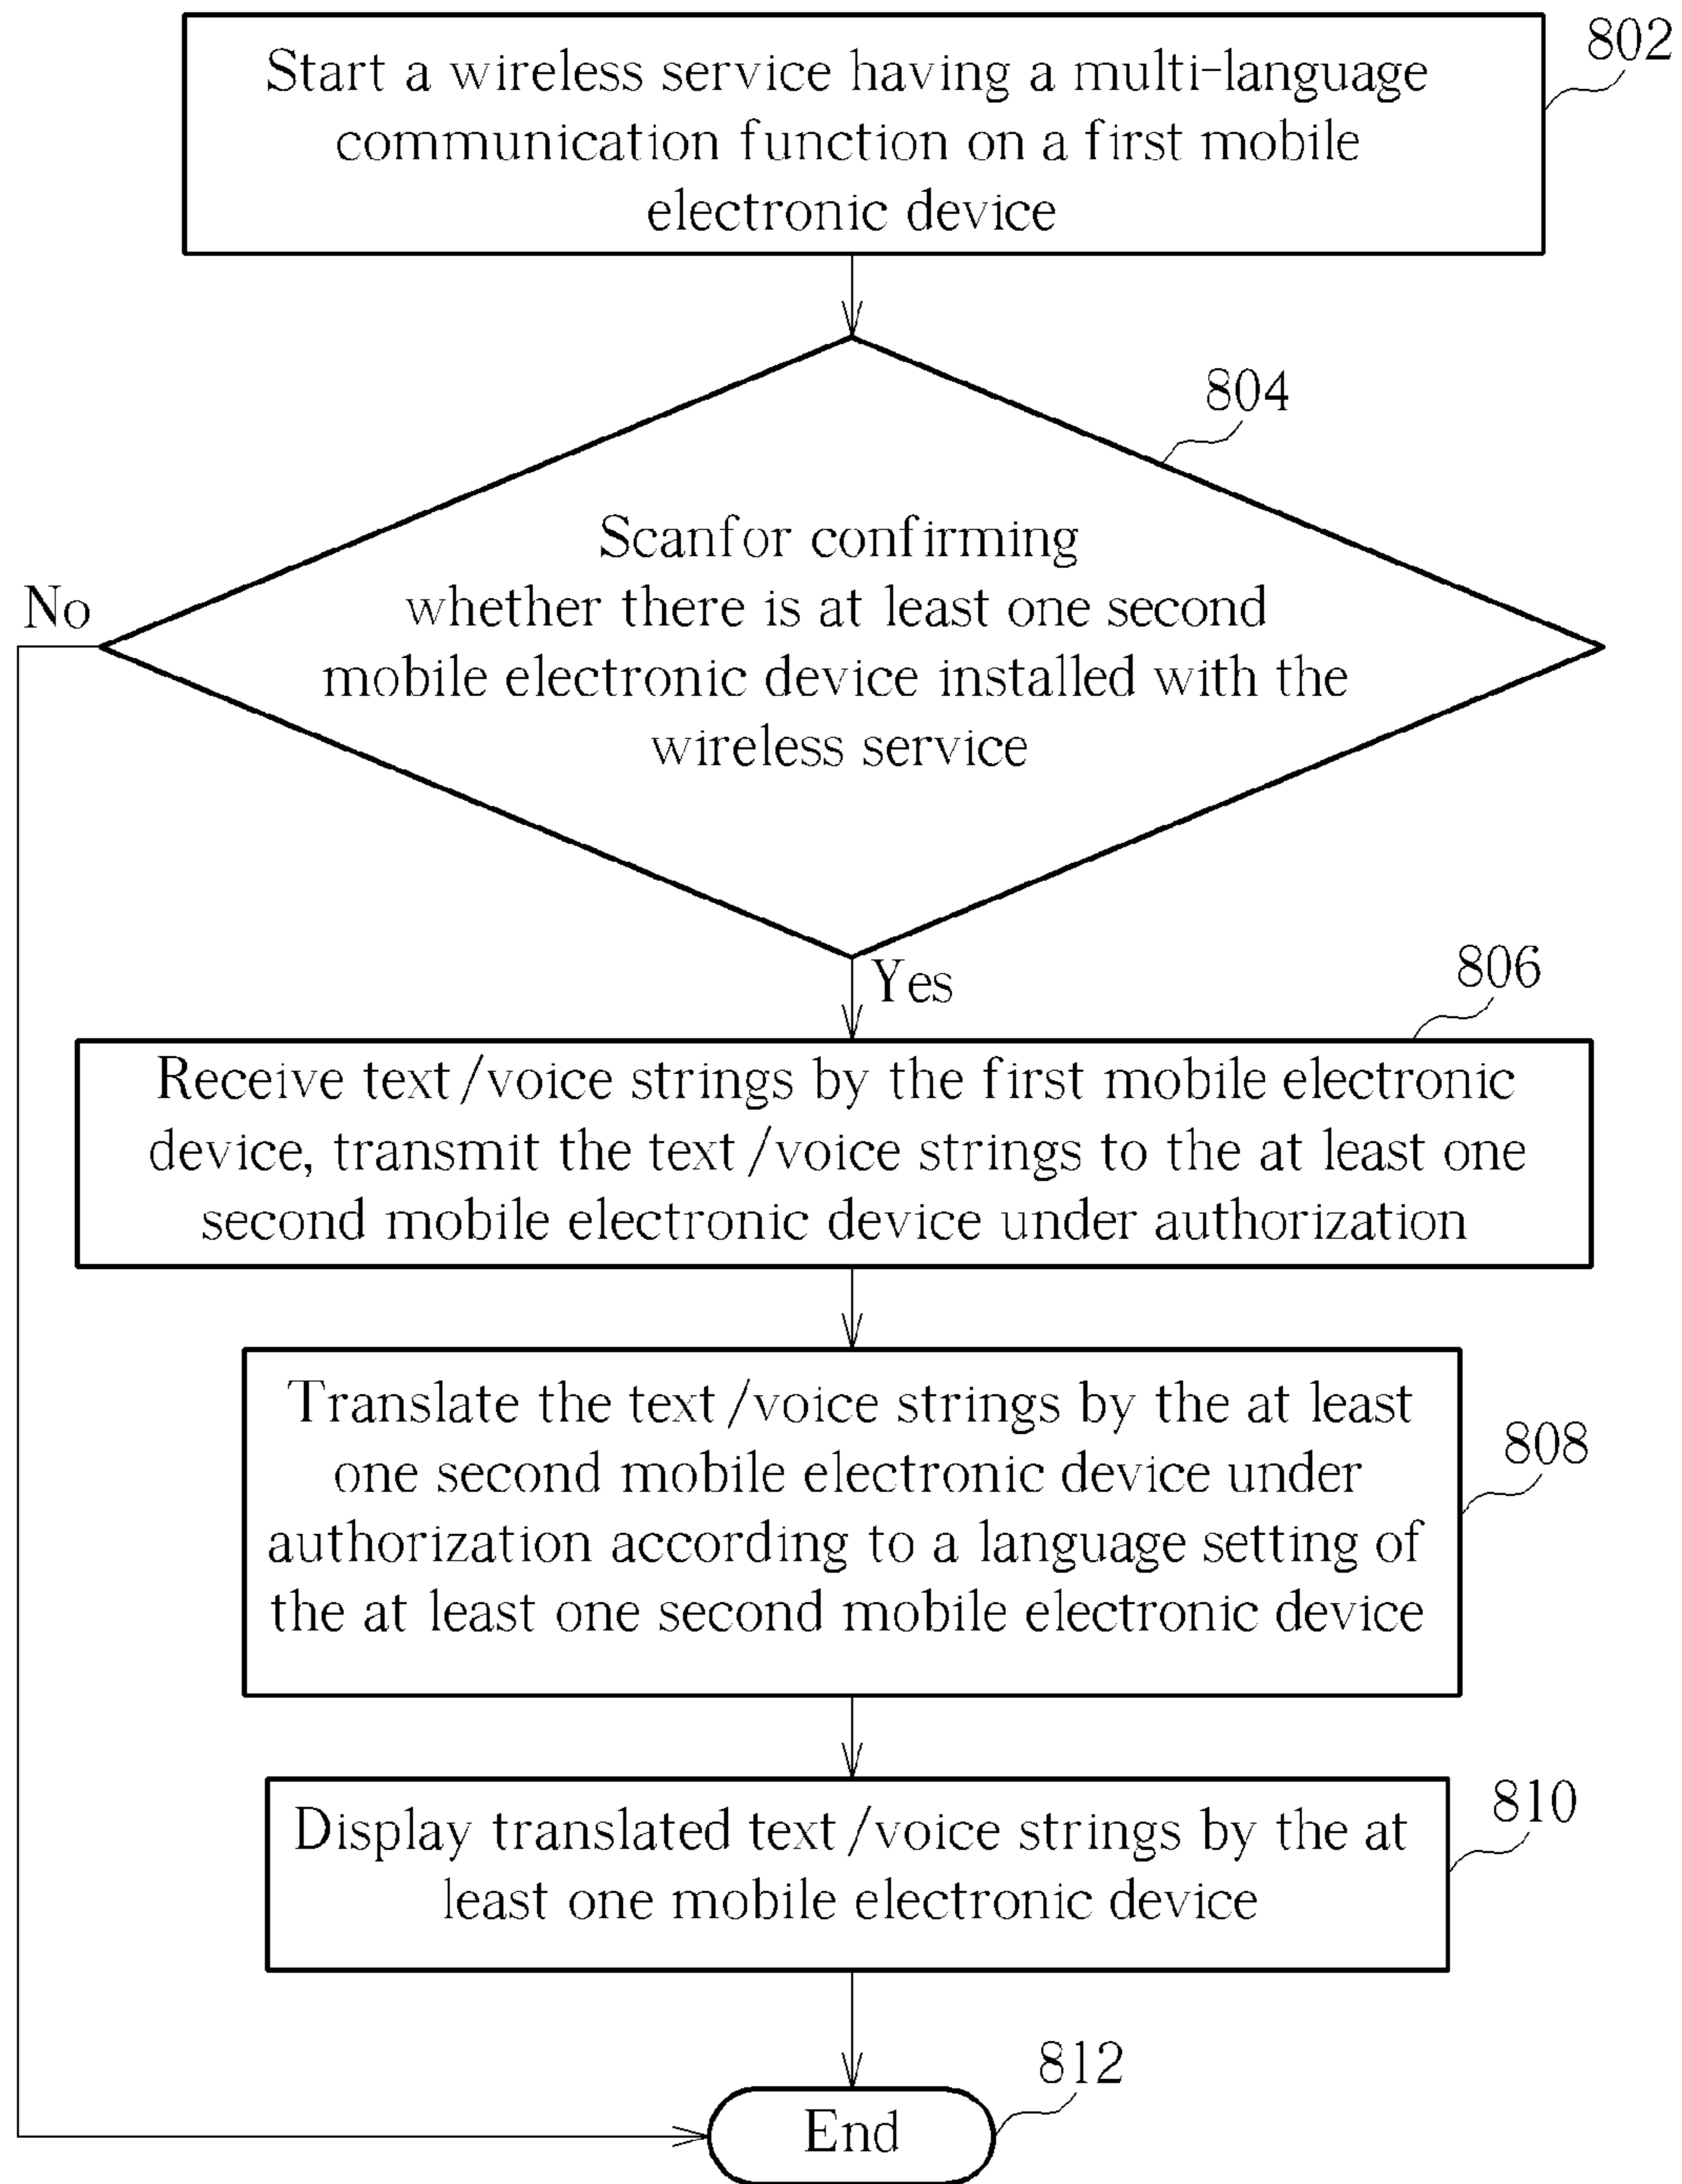 Start a wireless service having a multi-language
communication function on a first mobile
electronic device
802
804
Scanfor confirming
whether there is at least one second
mobile electronic device installed with the
wireless service
No
Yes
806
Receive text/voice strings by the first mobile electronic
device, transmit the text/voice strings to the at least one
second mobile electronic device under authorization
Translate the text/voice strings by the at least
one second mobile electronic device under
authorization according to a language setting of
the at least one second mobile electronic device
808
Display translated text/voice strings by the at
least one mobile electronic device
810
812
End